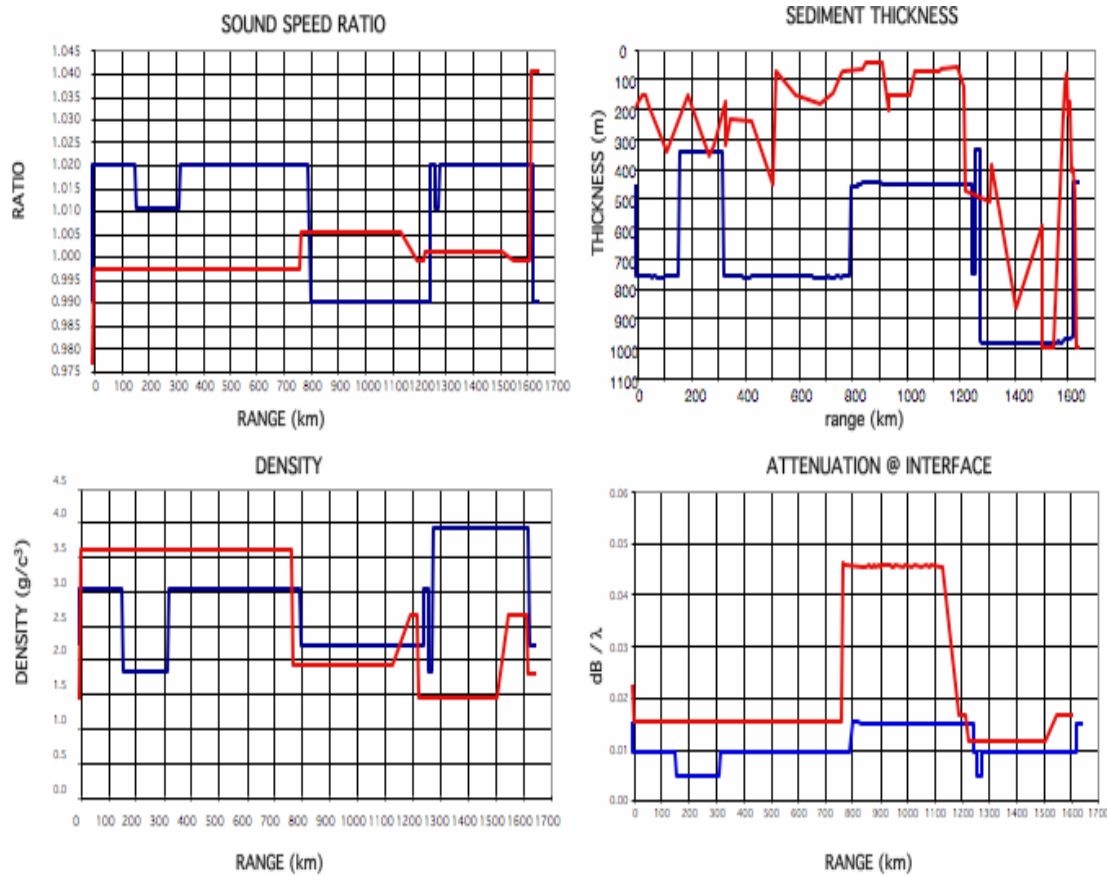 SOUND SPEED RATIO
1.045
1.040
1.035
1.030
1.025
1.020
1.015
1.010
1.005
1.000
0.995
0.990
0.985
0.980
0.975
RATIO
0 100 200 300 400 500 600 700 800 900 1000 1100 1200 1300 1400 1500 1600 1700
RANGE (km)
SEDIMENT THICKNESS
0
100
200
300
400
500
600
700
800
900
1000
1100
THICKNESS (m)
200 400 600 800 1000 1200 1400 1600
range (km)
DENSITY
4.5
4.0
3.5
3.0
2.5
2.0
1.5
1.0
0.5
0.0
DENSITY (g/c³)
0 100 200 300 400 500 600 700 800 900 1000 1100 1200 1300 1400 1500 1600 1700
RANGE (km)
ATTENUATION @ INTERFACE
0.06
0.05
0.04
0.03
0.02
0.01
0.00
dB / λ
0 100 200 300 400 500 600 700 800 900 1000 1100 1200 1300 1400 1500 1600 1700
RANGE (km)